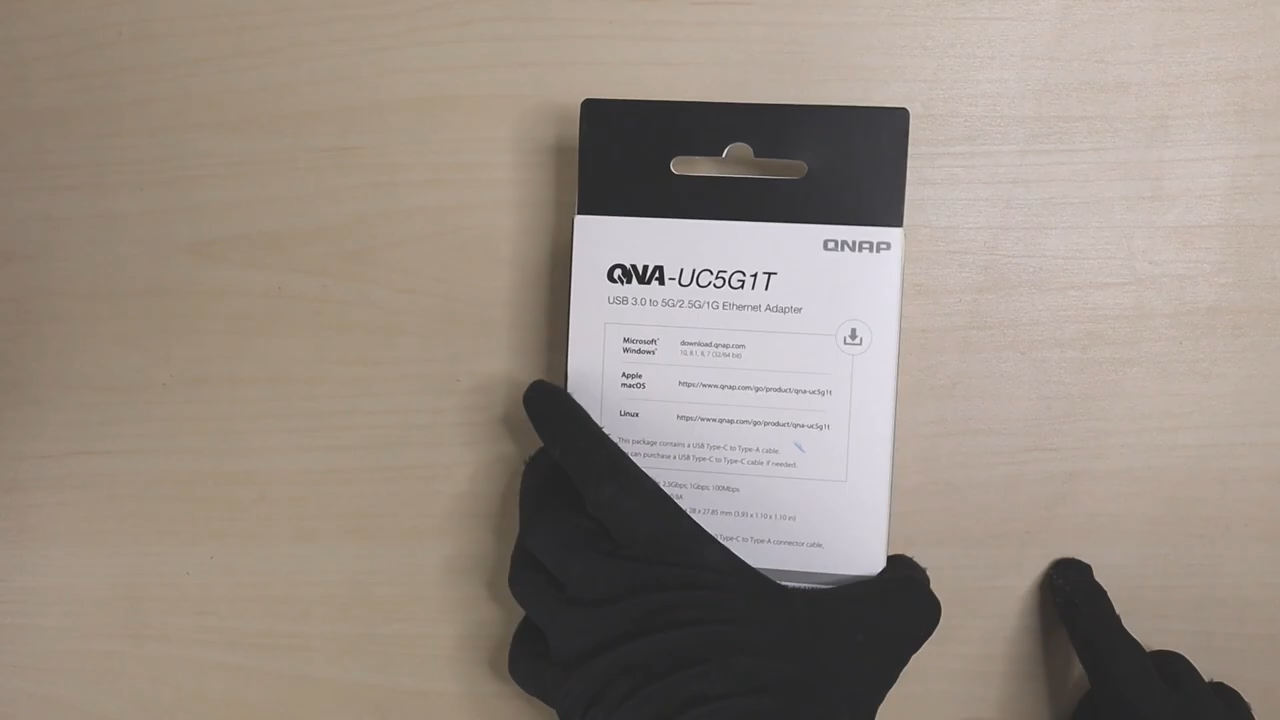 QNAP
QNA-UC5G1T
USB 3.0 to 5G/2.5G/1G Ethernet Adapter
Microsoft® Windows® download.qnap.com
10, 8.1, 8, 7 (32/64 bit)
Apple macOS https://www.qnap.com/go/product/qna-uc5g1t
Linux https://www.qnap.com/go/product/qna-uc5g1t
This package contains a USB Type-C to Type-A cable.
can purchase a USB Type-C to Type-C cable if needed.
2.5Gbps; 1Gbps; 100Mbps
x 28 x 27.85 mm (3.93 x 1.10 x 1.10 in)
Type-C to Type-A connector cable,